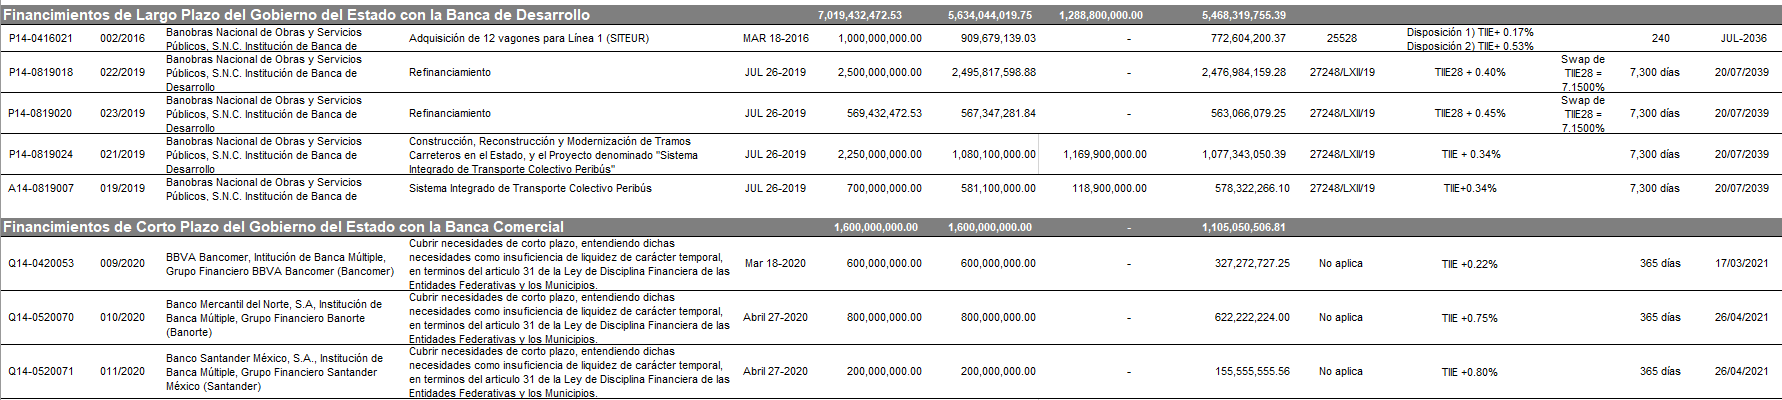 Financimientos de Largo Plazo del Gobierno del Estado con la Banca de Desarrollo 7,019,432,472.53 5,634,044,019.75 1,288,800,000.00 5,468,319,755.39
P14-0416021 002/2016 Banobras Nacional de Obras y Servicios Públicos, S.N.C. Institución de Banca de Adquisición de 12 vagones para Línea 1 (SITEUR) MAR 18-2016 1,000,000,000.00 909,679,139.03 - 772,604,200.37 25528 Disposición 1) TIIE+ 0.17% Disposición 2) TIIE+ 0.53% 240 JUL-2036
P14-0819018 022/2019 Banobras Nacional de Obras y Servicios Públicos, S.N.C. Institución de Banca de Desarrollo Refinanciamiento JUL 26-2019 2,500,000,000.00 2,495,817,598.88 - 2,476,984,159.28 27248/LXII/19 TIIE28 + 0.40% Swap de TIIE28 = 7.1500% 7,300 días 20/07/2039
P14-0819020 023/2019 Banobras Nacional de Obras y Servicios Públicos, S.N.C. Institución de Banca de Desarrollo Refinanciamiento JUL 26-2019 569,432,472.53 567,347,281.84 - 563,066,079.25 27248/LXII/19 TIIE28 + 0.45% Swap de TIIE28 = 7.1500% 7,300 días 20/07/2039
P14-0819024 021/2019 Banobras Nacional de Obras y Servicios Públicos, S.N.C. Institución de Banca de Desarrollo Construcción, Reconstrucción y Modernización de Tramos Carreteros en el Estado, y el Proyecto denominado "Sistema Integrado de Transporte Colectivo Peribús" JUL 26-2019 2,250,000,000.00 1,080,100,000.00 1,169,900,000.00 1,077,343,050.39 27248/LXII/19 TIIE + 0.34% 7,300 días 20/07/2039
A14-0819007 019/2019 Banobras Nacional de Obras y Servicios Públicos, S.N.C. Institución de Banca de Sistema Integrado de Transporte Colectivo Peribús JUL 26-2019 700,000,000.00 581,100,000.00 118,900,000.00 578,322,266.10 27248/LXII/19 TIIE+0.34% 7,300 días 20/07/2039
Financimientos de Corto Plazo del Gobierno del Estado con la Banca Comercial 1,600,000,000.00 1,600,000,000.00 - 1,105,050,506.81
Q14-0420053 009/2020 BBVA Bancomer, Intitución de Banca Múltiple, Grupo Financiero BBVA Bancomer (Bancomer) Cubrir necesidades de corto plazo, entendiendo dichas necesidades como insuficiencia de liquidez de carácter temporal, en terminos del articulo 31 de la Ley de Disciplina Financiera de las Entidades Federativas y los Municipios. Mar 18-2020 600,000,000.00 600,000,000.00 - 327,272,727.25 No aplica TIIE +0.22% 365 días 17/03/2021
Q14-0520070 010/2020 Banco Mercantil del Norte, S.A, Institución de Banca Múltiple, Grupo Financiero Banorte (Banorte) Cubrir necesidades de corto plazo, entendiendo dichas necesidades como insuficiencia de liquidez de carácter temporal, en terminos del articulo 31 de la Ley de Disciplina Financiera de las Entidades Federativas y los Municipios. Abril 27-2020 800,000,000.00 800,000,000.00 - 622,222,224.00 No aplica TIIE +0.75% 365 días 26/04/2021
Q14-0520071 011/2020 Banco Santander México, S.A., Institución de Banca Múltiple, Grupo Financiero Santander México (Santander) Cubrir necesidades de corto plazo, entendiendo dichas necesidades como insuficiencia de liquidez de carácter temporal, en terminos del articulo 31 de la Ley de Disciplina Financiera de las Entidades Federativas y los Municipios. Abril 27-2020 200,000,000.00 200,000,000.00 - 155,555,555.56 No aplica TIIE +0.80% 365 días 26/04/2021